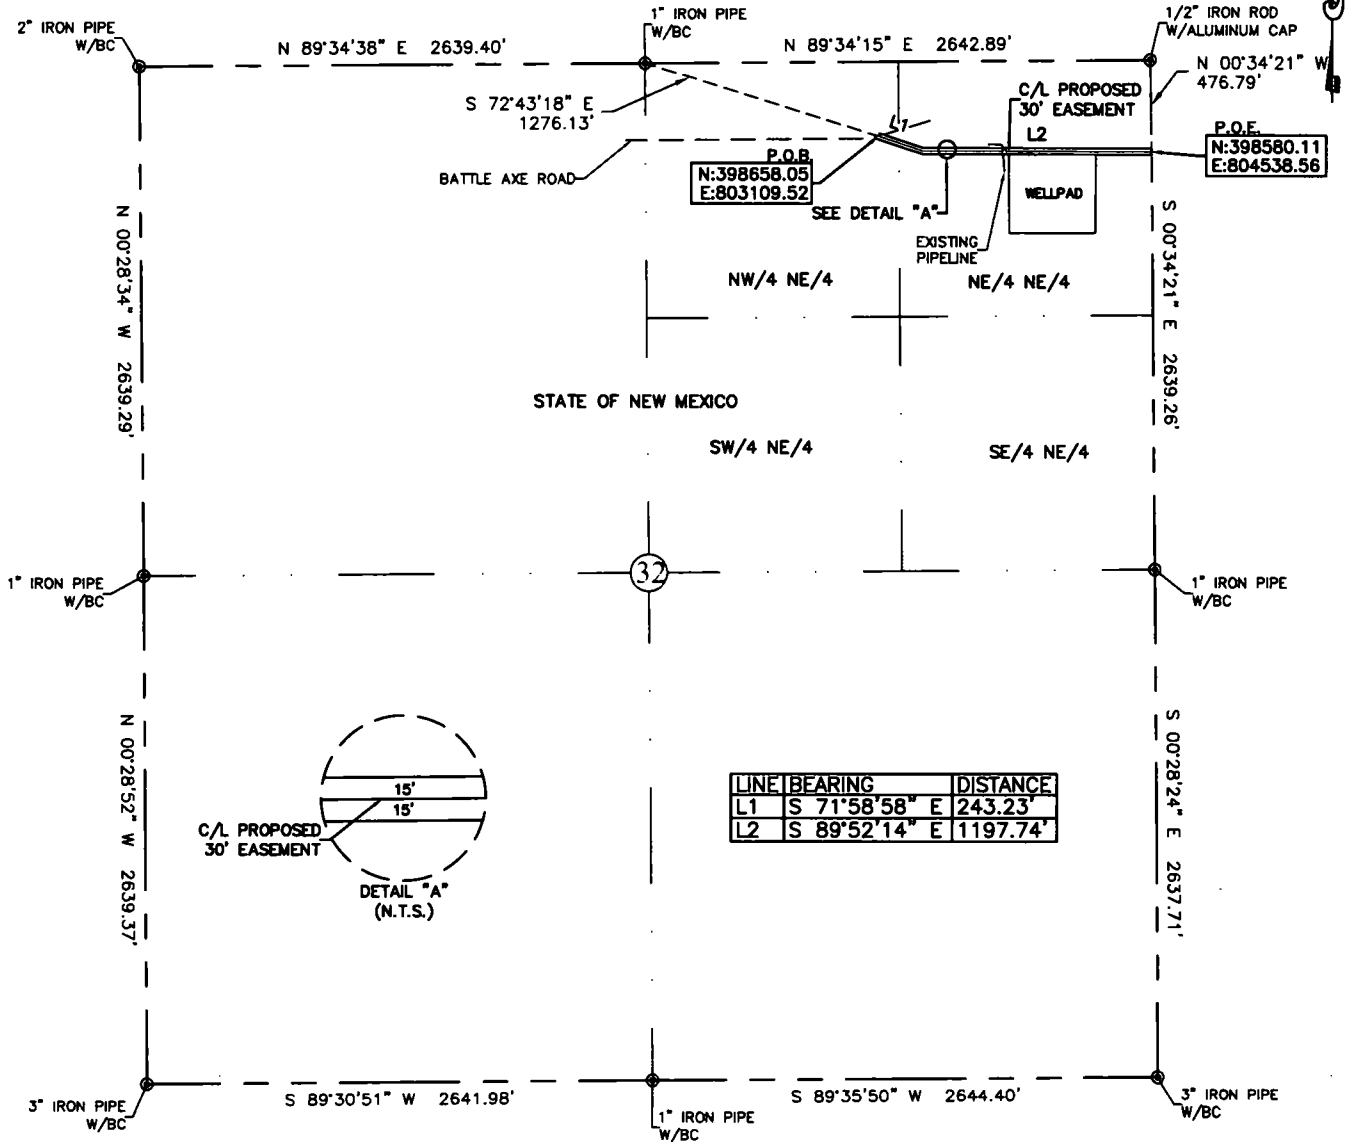 2" IRON PIPE
W/BC
N 89°34'38" E 2639.40'
1" IRON PIPE
W/BC
N 89°34'15" E 2642.89'
1/2" IRON ROD
W/ALUMINUM CAP
N 00°34'21" W
476.79'
S 72°43'18" E
1276.13'
C/L PROPOSED
30' EASEMENT
L1
L2
P.O.B.
N:398658.05
E:803109.52
P.O.E.
N:398580.11
E:804538.56
BATTLE AXE ROAD
WELLPAD
SEE DETAIL "A"
EXISTING
PIPELINE
N 00°28'34" W 2639.29'
S 00°34'21" E 2639.26'
NW/4 NE/4
NE/4 NE/4
STATE OF NEW MEXICO
SW/4 NE/4
SE/4 NE/4
1" IRON PIPE
W/BC
32
1" IRON PIPE
W/BC
N 00°28'52" W 2639.37'
S 00°28'24" E 2637.71'
15'
15'
C/L PROPOSED
30' EASEMENT
DETAIL "A"
(N.T.S.)
LINE BEARING DISTANCE
L1 S 71°58'58" E 243.23'
L2 S 89°52'14" E 1197.74'
3" IRON PIPE
W/BC
S 89°30'51" W 2641.98'
1" IRON PIPE
W/BC
S 89°35'50" W 2644.40'
3" IRON PIPE
W/BC